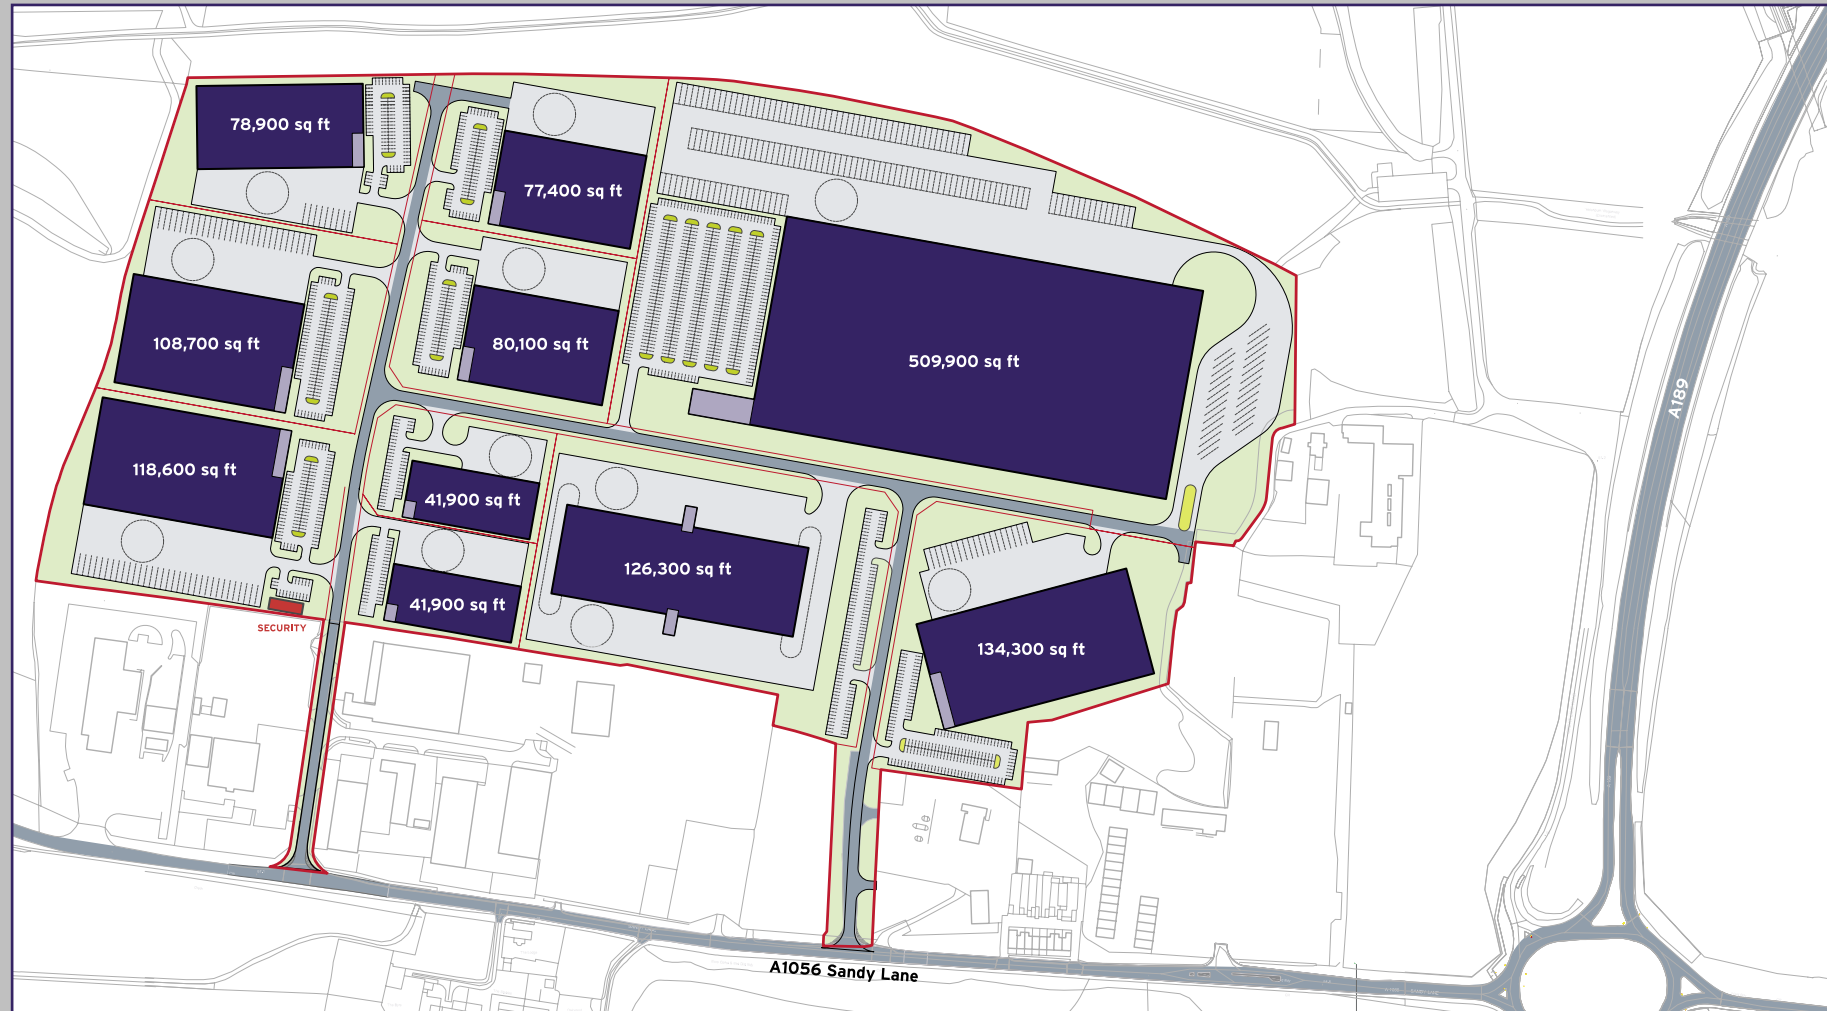 78,900 sq ft
77,400 sq ft
108,700 sq ft
80,100 sq ft
509,900 sq ft
A189
118,600 sq ft
41,900 sq ft
126,300 sq ft
41,900 sq ft
SECURITY
134,300 sq ft
A1056 Sandy Lane